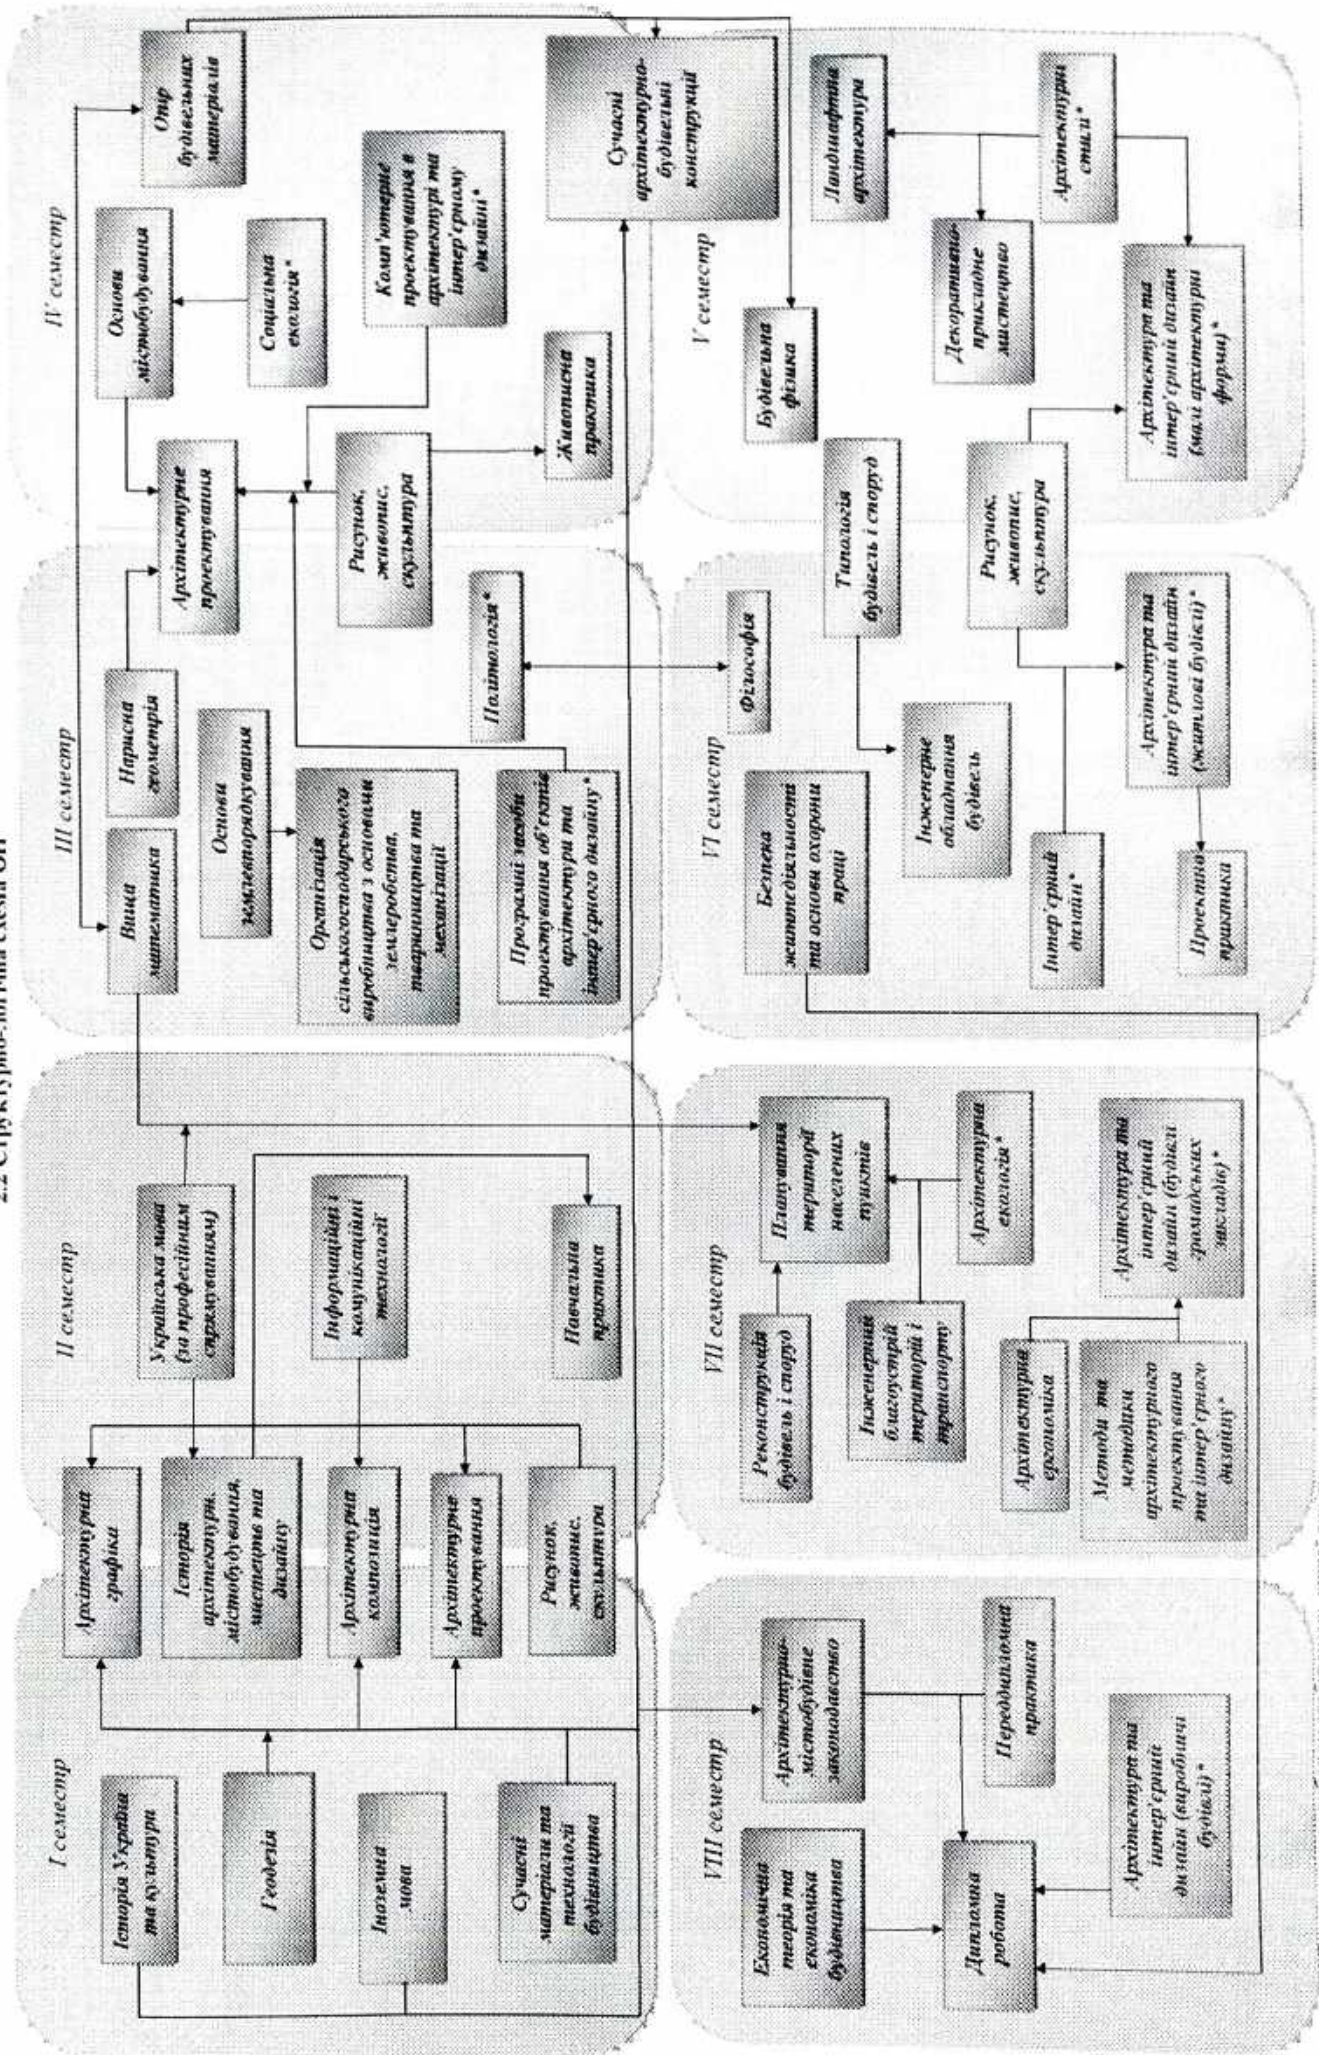 2.2 Структурно-логічна схема ОП
I семестр
Історія України
та культура
Геодезія
Іноземна
мова
Сучасні
матеріали та
технології
будівництва
II семестр
Архітектурна
графіка
Історія
архітектури,
містобудування,
мистецтв та
дизайну
Архітектурна
композиція
Архітектурне
проектування
Рисунок,
живопис,
скульптура
Українська мова
(за професійним
спрямуванням)
Інформаційні і
комунікаційні
технології
Навчальна
практика
III семестр
Вища
математика
Нарисна
геометрія
Основи
землевпорядкування
Організація
сільськогосподарського
виробництва з основами
землеробства,
тваринництва та
механізації
Програмні засоби
проектування об'єктів
архітектури та
інтер'єрного дизайну*
Політологія*
IV семестр
Архітектурне
проектування
Рисунок,
живопис,
скульптура
Основи
містобудування
Соціальна
екологія*
Опір
будівельних
матеріалів
Комп'ютерне
проектування в
архітектурі та
інтер'єрному
дизайні*
Живописна
практика
Сучасні
архітектурно-
будівельні
конструкції
V семестр
Будівельна
фізика
Типологія
будівель і споруд
Рисунок,
живопис,
скульптура
Ландшафтна
архітектура
Декоративно-
прикладне
мистецтво
Архітектурні
стилі*
Архітектура та
інтер'єрний дизайн
(малі архітектурні
форми)*
VI семестр
Філософія
Безпека
життєдіяльності
та основи охорони
праці
Інженерне
обладнання
будівель
Інтер'єрний
дизайн*
Архітектура та
інтер'єрний дизайн
(житлові будівлі)*
Проектна
практика
VII семестр
Реконструкція
будівель і споруд
Планування
території
населених
пунктів
Інженерний
благоустрій
територій і
транспорту
Архітектурна
екологія*
Архітектурна
ергономіка
Методи та
методики
архітектурного
проектування
та інтер'єрного
дизайну*
Архітектура та
інтер'єрний
дизайн (будівлі
громадських
закладів)*
VIII семестр
Економічна
теорія та
економіка
будівництва
Архітектурно-
містобудівне
законодавство
Дипломна
робота
Переддипломна
практика
Архітектура та
інтер'єрний
дизайн (виробничі
будівлі)*